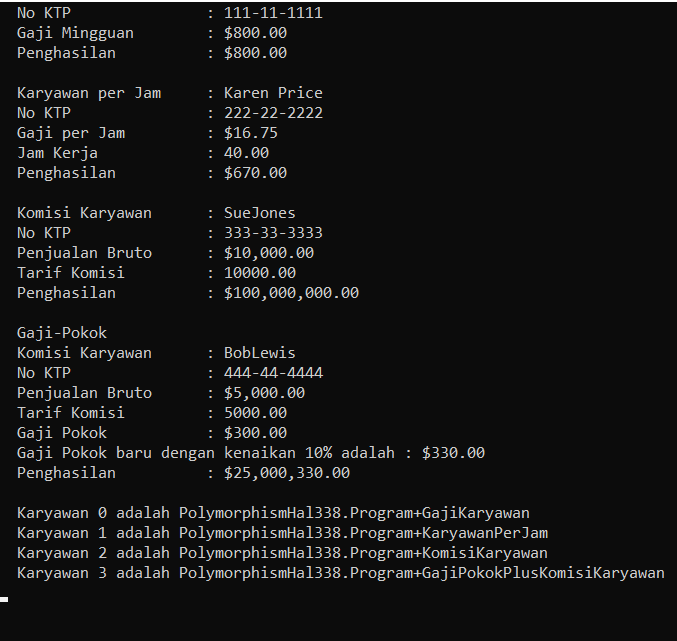 No KTP : 111-11-1111
Gaji Mingguan : $800.00
Penghasilan : $800.00
Karyawan per Jam : Karen Price
No KTP : 222-22-2222
Gaji per Jam : $16.75
Jam Kerja : 40.00
Penghasilan : $670.00
Komisi Karyawan : SueJones
No KTP : 333-33-3333
Penjualan Bruto : $10,000.00
Tarif Komisi : 10000.00
Penghasilan : $100,000,000.00
Gaji-Pokok
Komisi Karyawan : BobLewis
No KTP : 444-44-4444
Penjualan Bruto : $5,000.00
Tarif Komisi : 5000.00
Gaji Pokok : $300.00
Gaji Pokok baru dengan kenaikan 10% adalah : $330.00
Penghasilan : $25,000,330.00
Karyawan 0 adalah PolymorphismHal338.Program+GajiKaryawan
Karyawan 1 adalah PolymorphismHal338.Program+KaryawanPerJam
Karyawan 2 adalah PolymorphismHal338.Program+KomisiKaryawan
Karyawan 3 adalah PolymorphismHal338.Program+GajiPokokPlusKomisiKaryawan